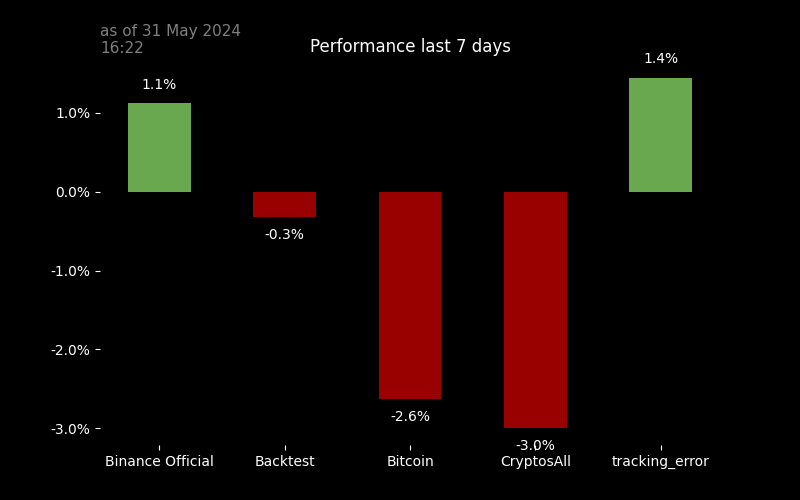 as of 31 May 2024
16:22
Performance last 7 days
1.1%
1.4%
1.0%
0.0%
-0.3%
-1.0%
-2.0%
-2.6%
-3.0%
-3.0%
Binance Official
Backtest
Bitcoin
CryptosAll
tracking_error